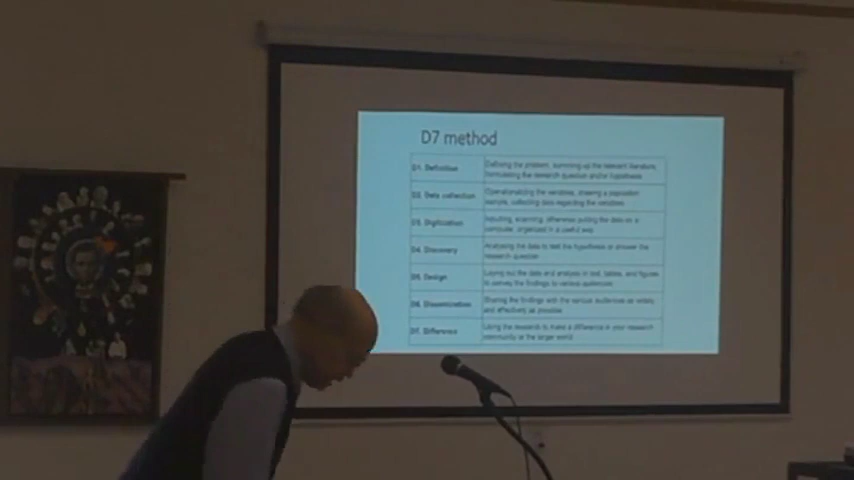 D7 method
D1. Definition
Defining the problem, summing up the relevant literature,
formulating the research question and/or hypothesis
D2. Data collection
Operationalizing the variables, drawing a population
sample, collecting data regarding the variables
D3. Digitization
Inputting, scanning, otherwise putting the data on a
computer, organized in a useful way
D4. Discovery
Analyzing the data to test the hypothesis or answer the
research question
D5. Design
Laying out the data and analysis in text, tables, and figures
to convey the findings to various audiences
D6. Dissemination
Sharing the findings with the various audiences as widely
and effectively as possible
D7. Difference
Using the research to make a difference in your research
community or the larger world